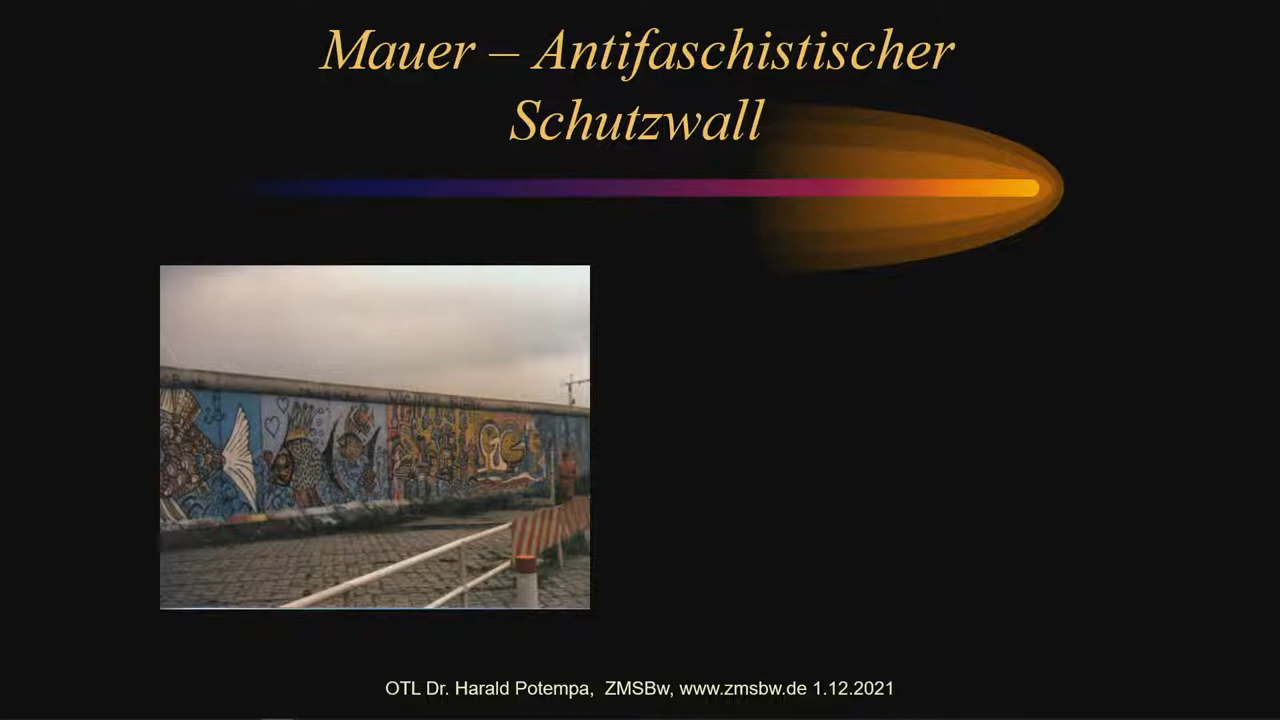 Mauer – Antifaschistischer
Schutzwall
OTL Dr. Harald Potempa,  ZMSBw, www.zmsbw.de 1.12.2021